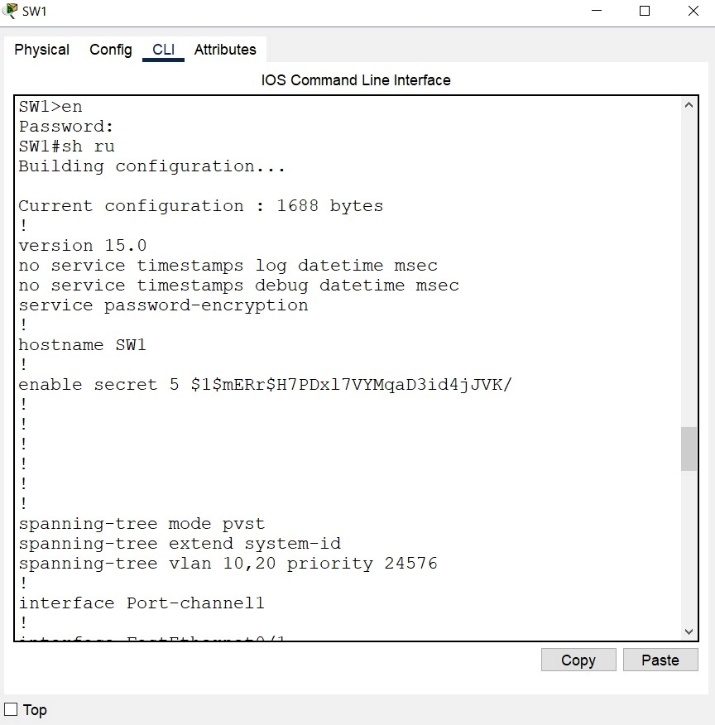 SW1
Physical Config CLI Attributes
IOS Command Line Interface
SW1>en
Password:
SW1#sh ru
Building configuration...
Current configuration : 1688 bytes
!
version 15.0
no service timestamps log datetime msec
no service timestamps debug datetime msec
service password-encryption
!
hostname SW1
!
enable secret 5 $1$mERr$H7PDxl7VYMqaD3id4jJVK/
!
!
!
!
!
!
spanning-tree mode pvst
spanning-tree extend system-id
spanning-tree vlan 10,20 priority 24576
!
interface Port-channel1
!
interface FastEthernet0/1
Copy Paste
Top